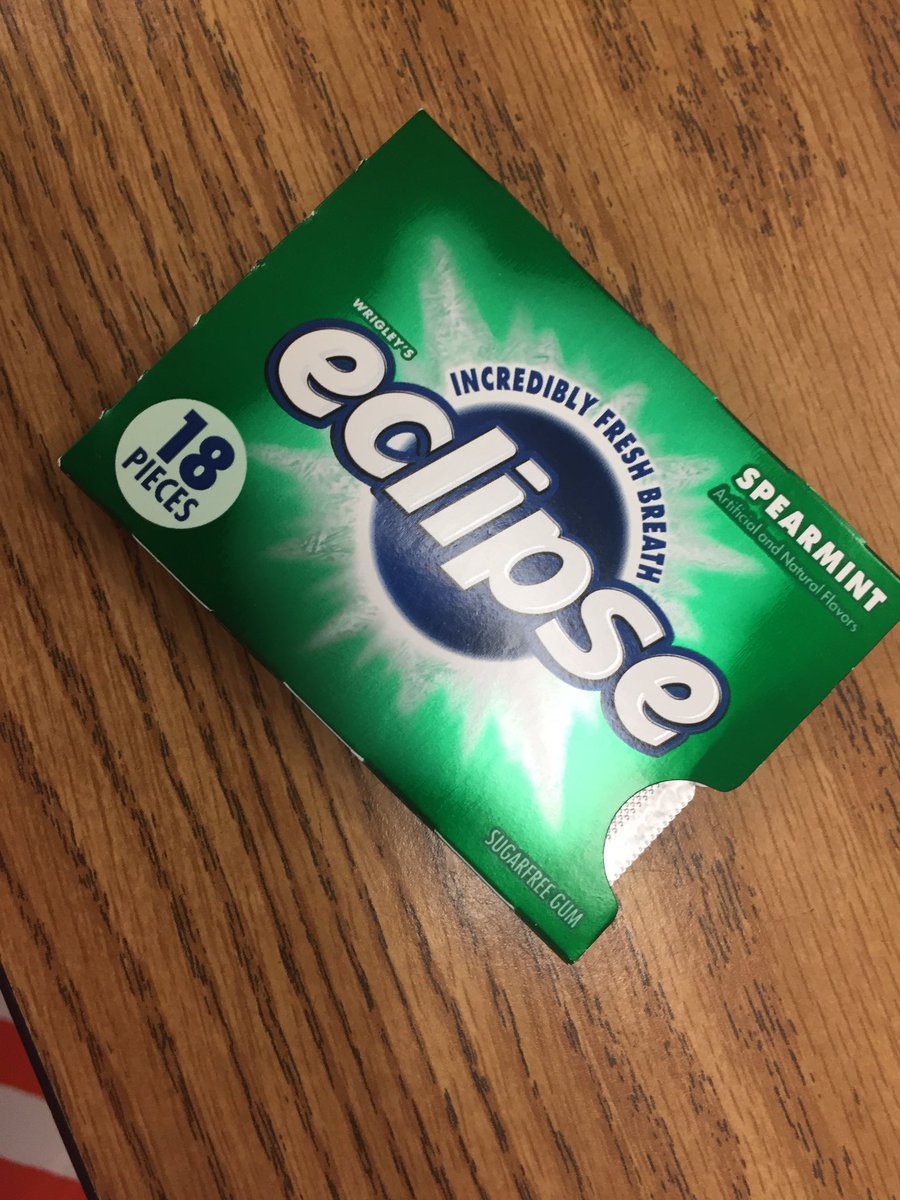 WRIGLEY'S
eclipse
INCREDIBLY FRESH BREATH
18
PIECES
SPEARMINT
Artificial and Natural Flavors
SUGARFREE GUM